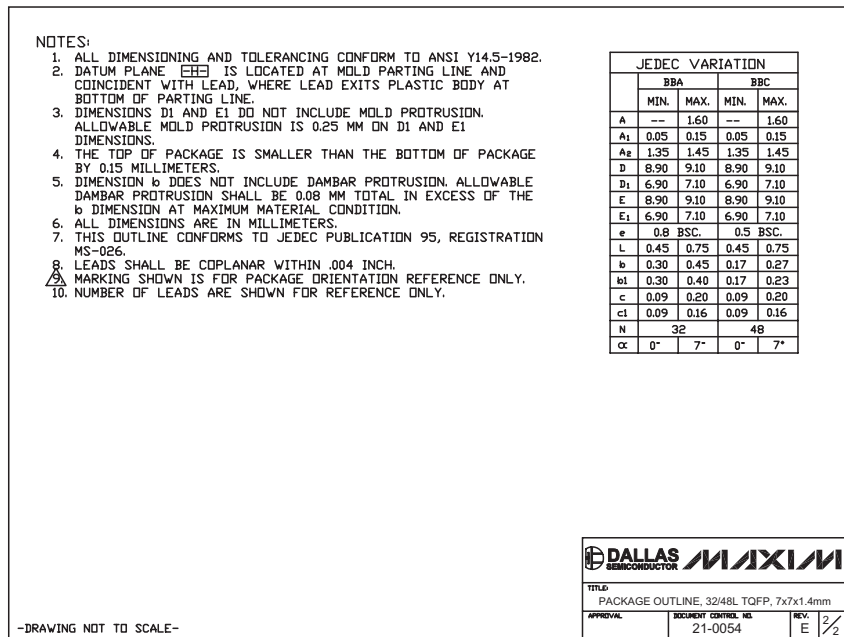 NOTES:
1. ALL DIMENSIONING AND TOLERANCING CONFORM TO ANSI Y14.5-1982.
2. DATUM PLANE -H- IS LOCATED AT MOLD PARTING LINE AND
COINCIDENT WITH LEAD, WHERE LEAD EXITS PLASTIC BODY AT
BOTTOM OF PARTING LINE.
3. DIMENSIONS D1 AND E1 DO NOT INCLUDE MOLD PROTRUSION.
ALLOWABLE MOLD PROTRUSION IS 0.25 MM ON D1 AND E1
DIMENSIONS.
4. THE TOP OF PACKAGE IS SMALLER THAN THE BOTTOM OF PACKAGE
BY 0.15 MILLIMETERS.
5. DIMENSION b DOES NOT INCLUDE DAMBAR PROTRUSION. ALLOWABLE
DAMBAR PROTRUSION SHALL BE 0.08 MM TOTAL IN EXCESS OF THE
b DIMENSION AT MAXIMUM MATERIAL CONDITION.
6. ALL DIMENSIONS ARE IN MILLIMETERS.
7. THIS OUTLINE CONFORMS TO JEDEC PUBLICATION 95, REGISTRATION
MS-026.
8. LEADS SHALL BE COPLANAR WITHIN .004 INCH.
9. MARKING SHOWN IS FOR PACKAGE ORIENTATION REFERENCE ONLY.
10. NUMBER OF LEADS ARE SHOWN FOR REFERENCE ONLY.
JEDEC VARIATION
BBA BBC
MIN. MAX. MIN. MAX.
A -- 1.60 -- 1.60
A1 0.05 0.15 0.05 0.15
A2 1.35 1.45 1.35 1.45
D 8.90 9.10 8.90 9.10
D1 6.90 7.10 6.90 7.10
E 8.90 9.10 8.90 9.10
E1 6.90 7.10 6.90 7.10
e 0.8 BSC. 0.5 BSC.
L 0.45 0.75 0.45 0.75
b 0.30 0.45 0.17 0.27
b1 0.30 0.40 0.17 0.23
c 0.09 0.20 0.09 0.20
c1 0.09 0.16 0.09 0.16
N 32 48
α 0° 7° 0° 7°
DALLAS SEMICONDUCTOR MAXIM
TITLE:
PACKAGE OUTLINE, 32/48L TQFP, 7x7x1.4mm
APPROVAL DOCUMENT CONTROL NO. REV.
21-0054 E 2/2
-DRAWING NOT TO SCALE-